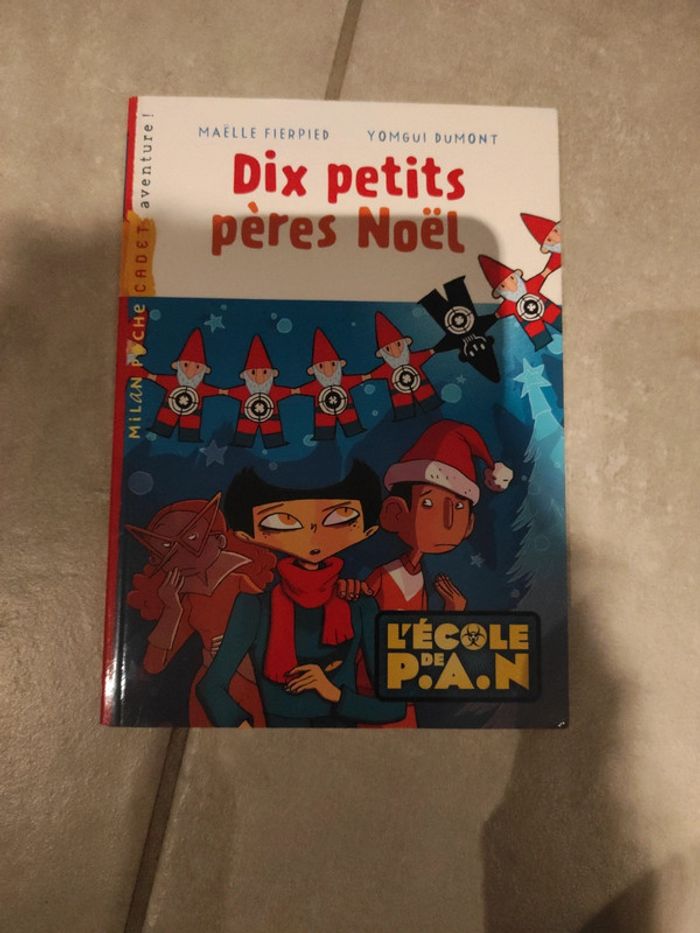 MAËLLE FIERPIED YOMGUI DUMONT
Dix petits
pères Noël
MiLAN POCHE CADET aventure!
L'ÉCOLE
DE
P.A.N